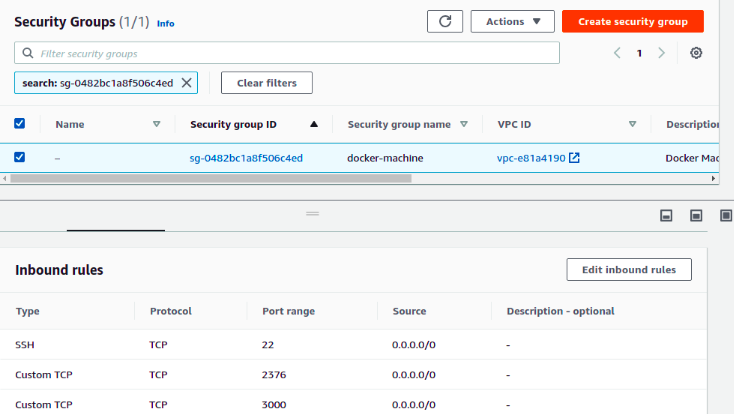 Security Groups (1/1) Info
Actions
Create security group
Filter security groups
1
search: sg-0482bc1a8f506c4ed
Clear filters
Name Security group ID Security group name VPC ID Description
– sg-0482bc1a8f506c4ed docker-machine vpc-e81a4190 Docker Mac
Inbound rules
Edit inbound rules
Type Protocol Port range Source Description - optional
SSH TCP 22 0.0.0.0/0 -
Custom TCP TCP 2376 0.0.0.0/0 -
Custom TCP TCP 3000 0.0.0.0/0 -